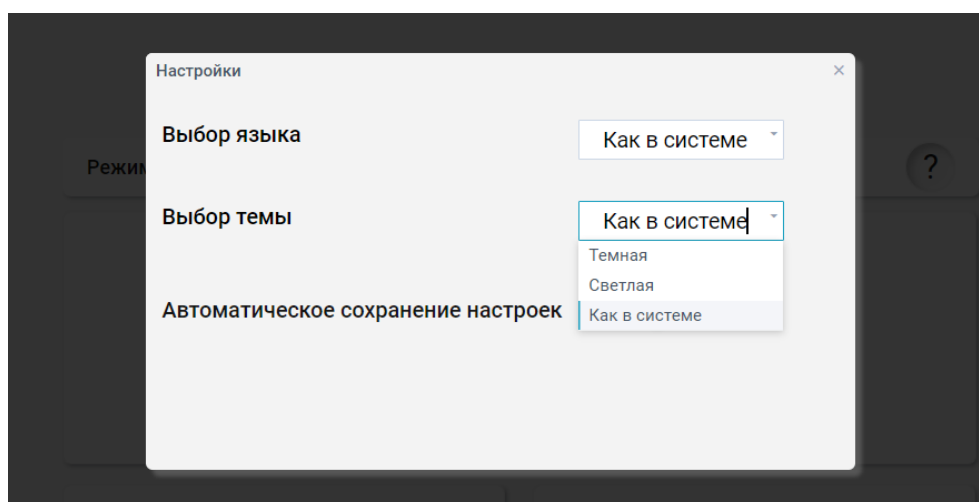 Настройки
×
Выбор языка
Как в системе
Режим
?
Выбор темы
Как в системе
Темная
Светлая
Автоматическое сохранение настроек
Как в системе